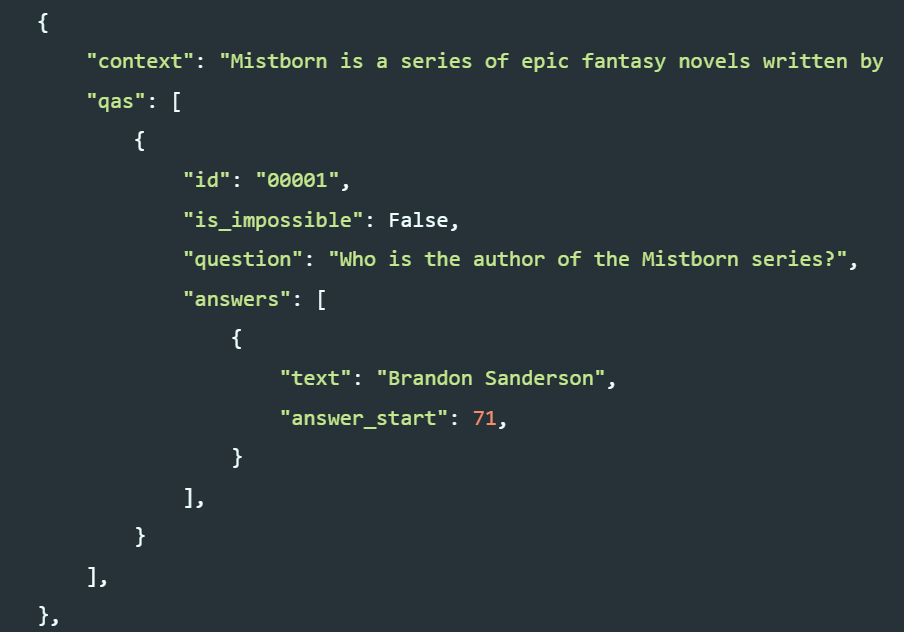 {
"context": "Mistborn is a series of epic fantasy novels written by
"qas": [
{
"id": "00001",
"is_impossible": False,
"question": "Who is the author of the Mistborn series?",
"answers": [
{
"text": "Brandon Sanderson",
"answer_start": 71,
}
],
}
],
},